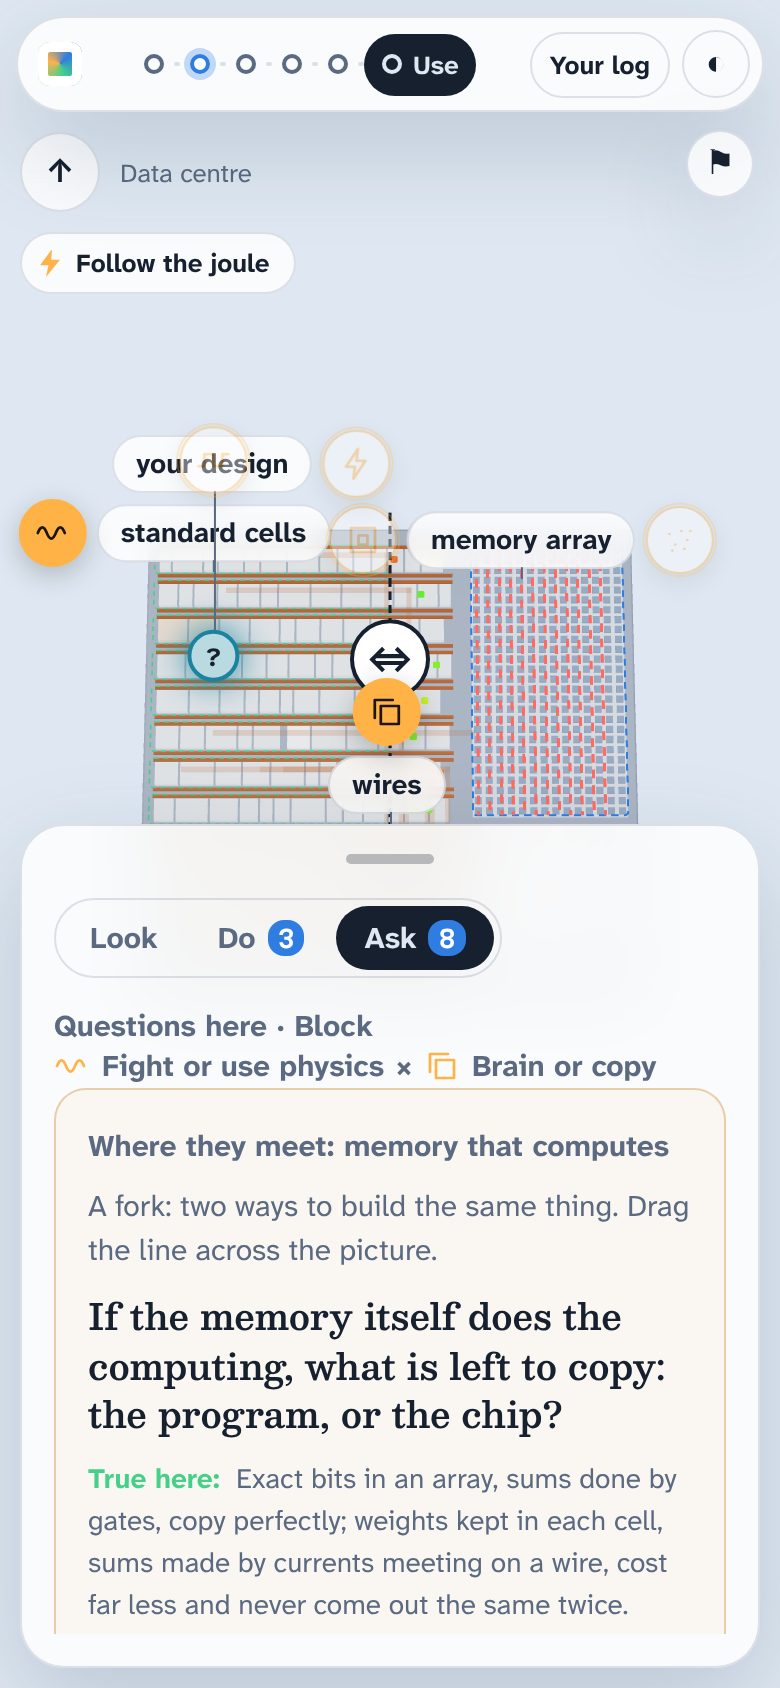 Use
Your log
Data centre
Follow the joule
your design
standard cells
memory array
?
wires
Look
Do 3
Ask 8
Questions here · Block
Fight or use physics × Brain or copy
Where they meet: memory that computes
A fork: two ways to build the same thing. Drag
the line across the picture.
If the memory itself does the
computing, what is left to copy:
the program, or the chip?
True here: Exact bits in an array, sums done by
gates, copy perfectly; weights kept in each cell,
sums made by currents meeting on a wire, cost
far less and never come out the same twice.